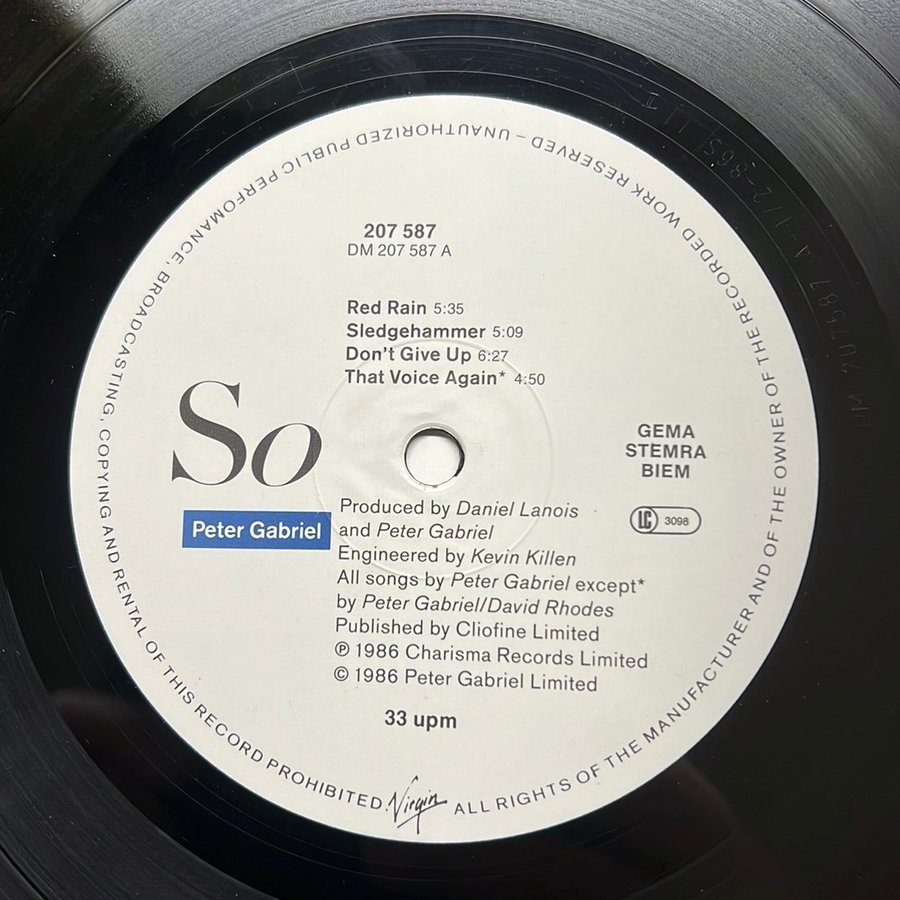 207 587
DM 207 587 A
Red Rain 5:35
Sledgehammer 5:09
Don't Give Up 6:27
That Voice Again* 4:50
So
Peter Gabriel
GEMA
STEMRA
BIEM
LC 3098
Produced by Daniel Lanois
and Peter Gabriel
Engineered by Kevin Killen
All songs by Peter Gabriel except*
by Peter Gabriel/David Rhodes
Published by Cliofine Limited
℗ 1986 Charisma Records Limited
© 1986 Peter Gabriel Limited
33 upm
Virgin
ALL RIGHTS OF THE MANUFACTURER AND OF THE OWNER OF THE RECORDED WORK RESERVED – UNAUTHORIZED PUBLIC PERFOMANCE, BROADCASTING, COPYING AND RENTAL OF THIS RECORD PROHIBITED.